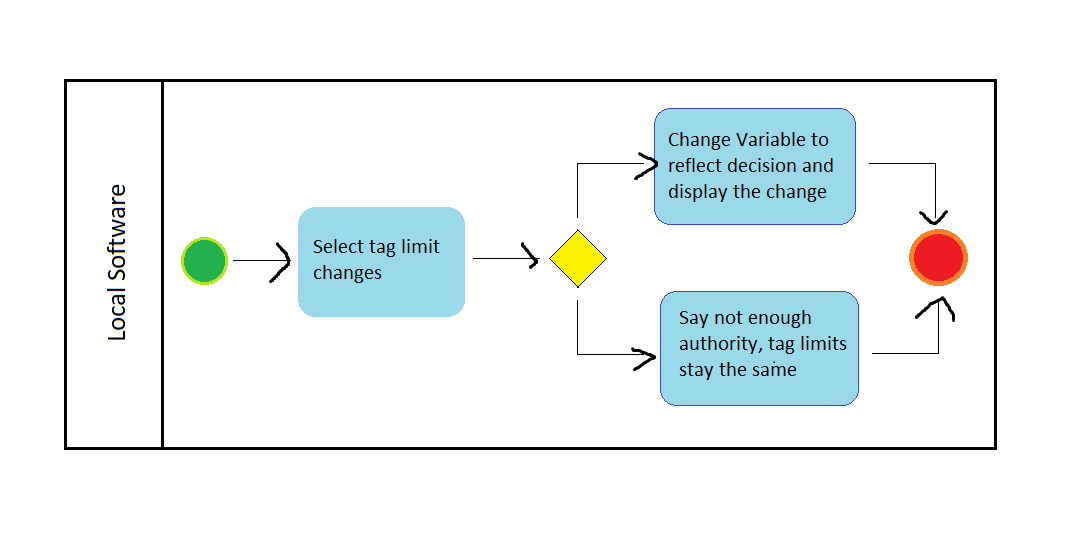 Local Software
Select tag limit
changes
Change Variable to
reflect decision and
display the change
Say not enough
authority, tag limits
stay the same